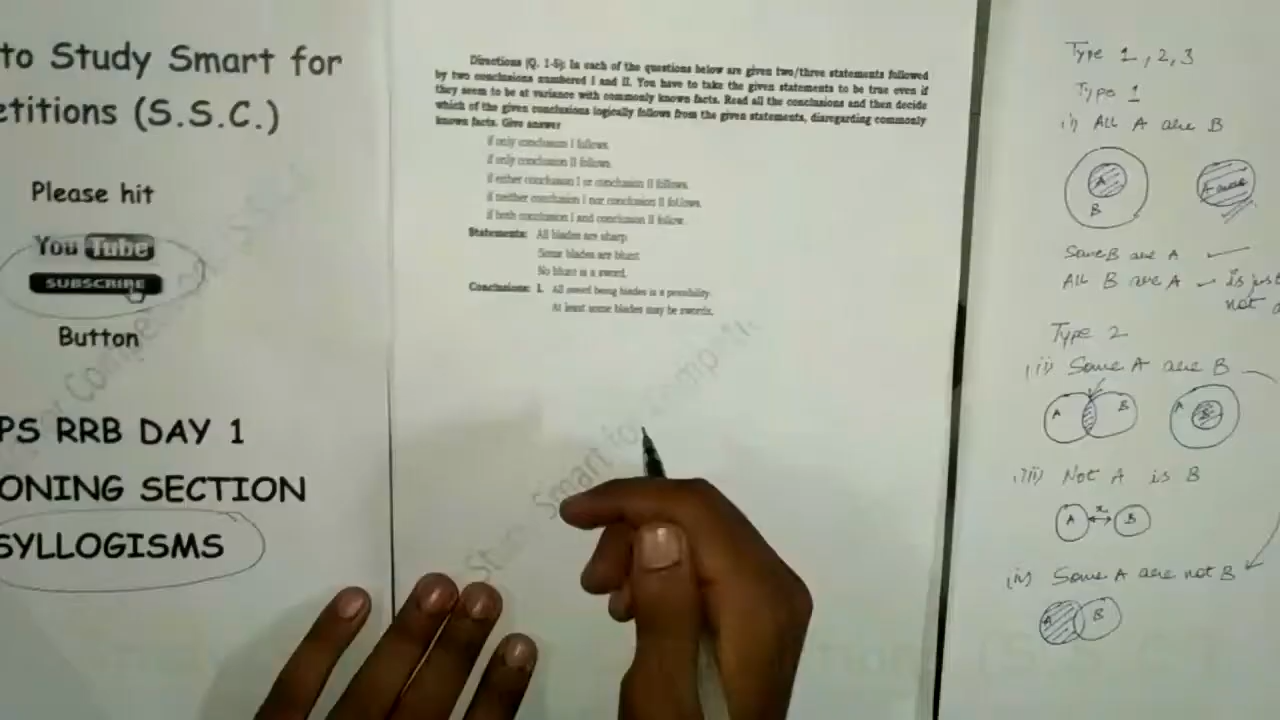 to Study Smart for
etitions (S.S.C.)
Please hit
You Tube
SUBSCRIBE
Button
PS RRB DAY 1
ONING SECTION
SYLLOGISMS
Directions (Q. 1-5): In each of the questions below are given two/three statements followed
by two conclusions numbered I and II. You have to take the given statements to be true even if
they seem to be at variance with commonly known facts. Read all the conclusions and then decide
which of the given conclusions logically follows from the given statements, disregarding commonly
known facts. Give answer
if only conclusion I follows.
if only conclusion II follows.
if either conclusion I or conclusion II follows.
if neither conclusion I nor conclusion II follows.
if both conclusion I and conclusion II follow.
Statements: All blades are sharp
Some blades are blunt
No blunt is a sword.
Conclusions: I. All sword being blades is a possibility.
At least some blades may be swords.
Study Smart for Competitio
Type 1, 2, 3
Type 1
i) All A are B
A
B
Some B are A
All B are A is just
not a
Type 2
(ii) Some A are B
A B
A B
(iii) Not A is B
A B
(iv) Some A are not B
A B